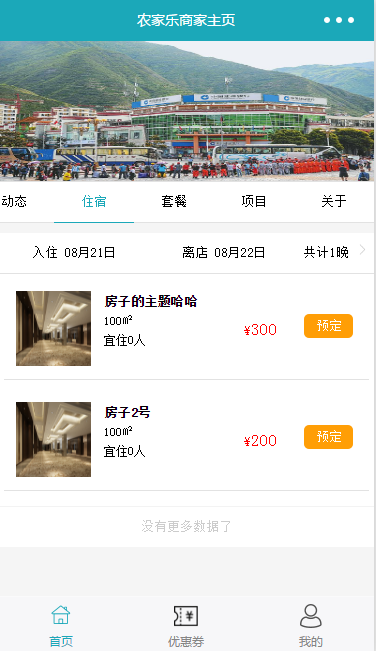 农家乐商家主页
动态 住宿 套餐 项目 关于
入住 08月21日 离店 08月22日 共计1晚
房子的主题哈哈
100㎡
宜住0人
¥300
预定
房子2号
100㎡
宜住0人
¥200
预定
没有更多数据了
首页 优惠券 我的